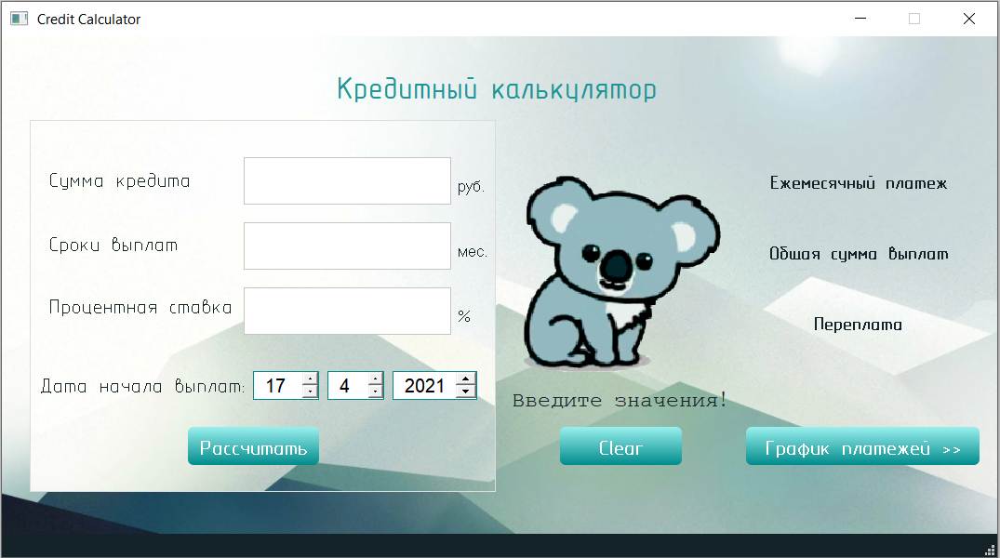 Credit Calculator
Кредитный калькулятор
Сумма кредита
руб.
Сроки выплат
мес.
Процентная ставка
%
Дата начала выплат:
17 4 2021
Рассчитать
Введите значения!
Clear
Ежемесячный платеж
Общая сумма выплат
Переплата
График платежей >>